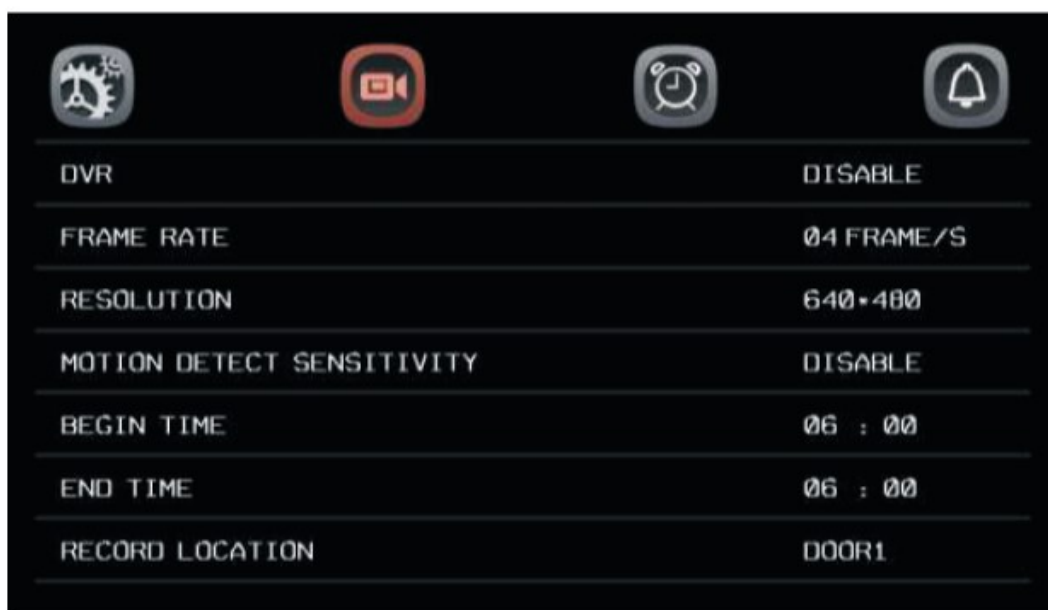 DVR DISABLE
FRAME RATE 04 FRAME/S
RESOLUTION 640*480
MOTION DETECT SENSITIVITY DISABLE
BEGIN TIME 06 : 00
END TIME 06 : 00
RECORD LOCATION DOOR1